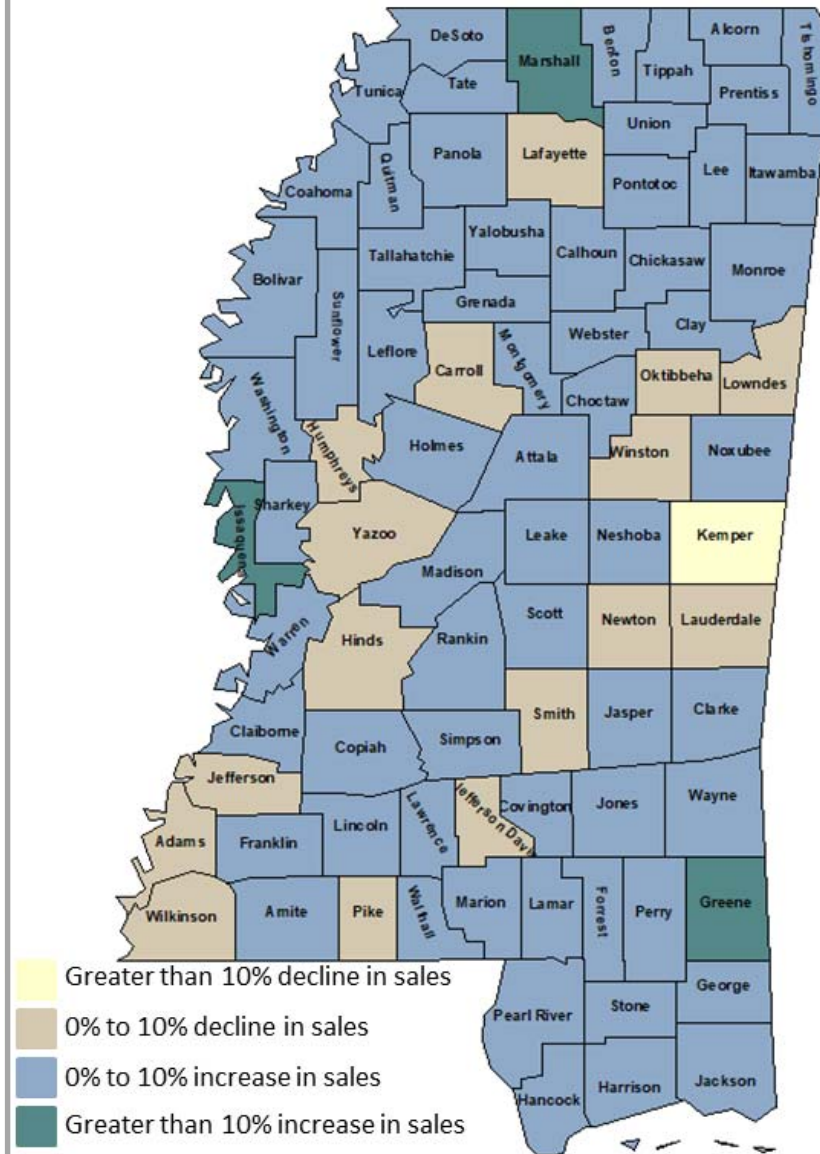 DeSoto
Marshall
Benton
Alcorn
Tishomingo
Tunica
Tate
Tippah
Prentiss
Union
Panola
Lafayette
Quitman
Coahoma
Pontotoc
Lee
Itawamba
Yalobusha
Tallahatchie
Calhoun
Chickasaw
Monroe
Bolivar
Sunflower
Grenada
Leflore
Montgomery
Webster
Clay
Carroll
Oktibbeha
Lowndes
Washington
Choctaw
Humphreys
Holmes
Attala
Winston
Noxubee
Issaquena
Sharkey
Yazoo
Leake
Neshoba
Kemper
Madison
Scott
Newton
Lauderdale
Warren
Hinds
Rankin
Smith
Jasper
Clarke
Claiborne
Copiah
Simpson
Jefferson
Jefferson Davis
Covington
Jones
Wayne
Lawrence
Lincoln
Adams
Franklin
Wilkinson
Amite
Pike
Walthall
Marion
Lamar
Forrest
Perry
Greene
George
Pearl River
Stone
Hancock
Harrison
Jackson
Greater than 10% decline in sales
0% to 10% decline in sales
0% to 10% increase in sales
Greater than 10% increase in sales